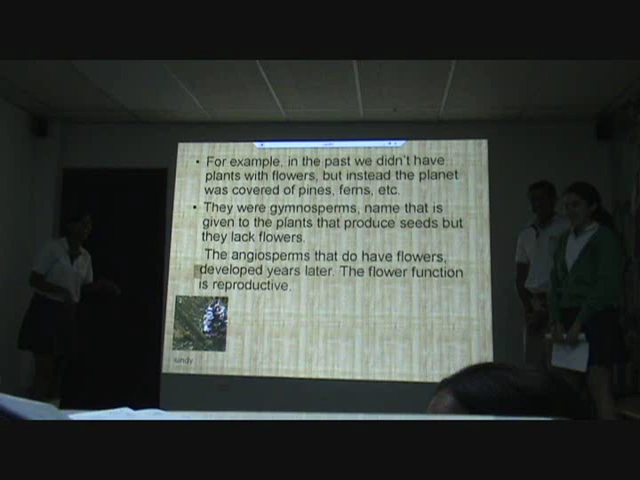 • For example, in the past we didn't have
plants with flowers, but instead the planet
was covered of pines, ferns, etc.
• They were gymnosperms, name that is
given to the plants that produce seeds but
they lack flowers.
The angiosperms that do have flowers,
developed years later. The flower function
is reproductive.